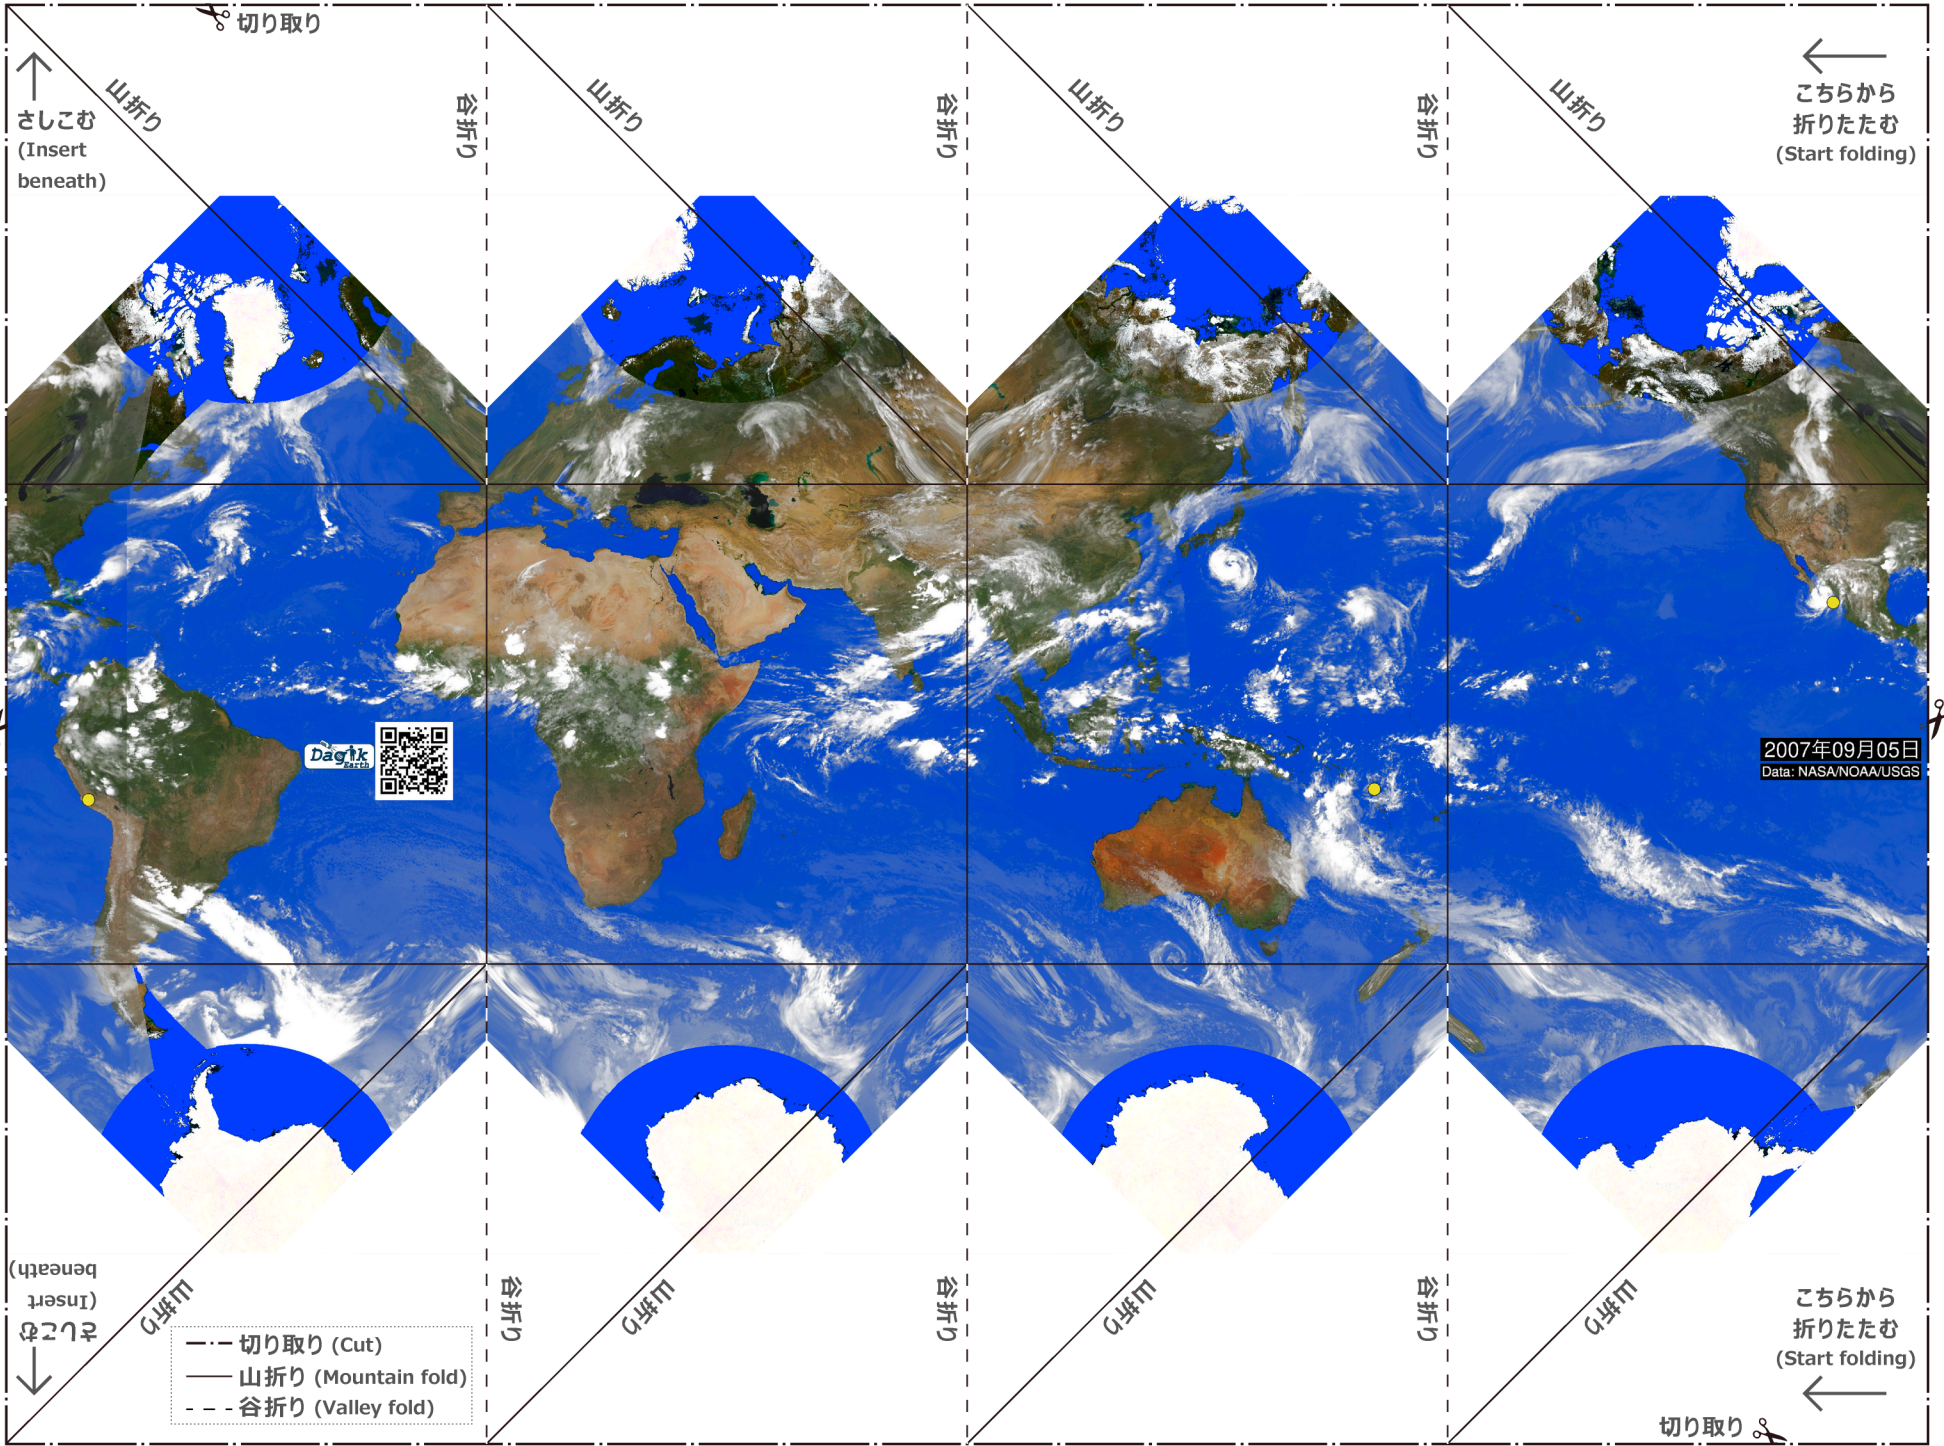 切り取り
山折り
谷折り
山折り
谷折り
山折り
谷折り
山折り
さしこむ
(Insert
beneath)
こちらから
折りたたむ
(Start folding)
Dagik
Earth
2007年09月05日
Data: NASA/NOAA/USGS
さしこむ
(Insert
beneath)
山折り
谷折り
山折り
谷折り
山折り
谷折り
山折り
こちらから
折りたたむ
(Start folding)
切り取り (Cut)
山折り (Mountain fold)
谷折り (Valley fold)
切り取り